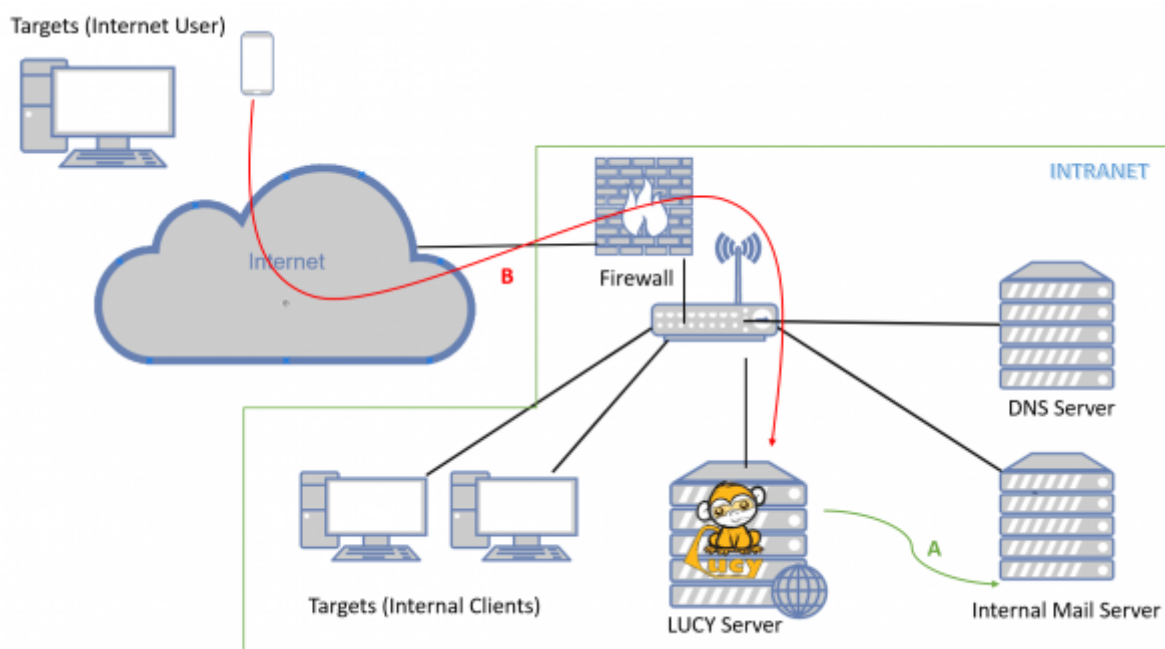 Targets (Internet User)
INTRANET
Internet
B
Firewall
DNS Server
LUCY
A
Targets (Internal Clients)
LUCY Server
Internal Mail Server